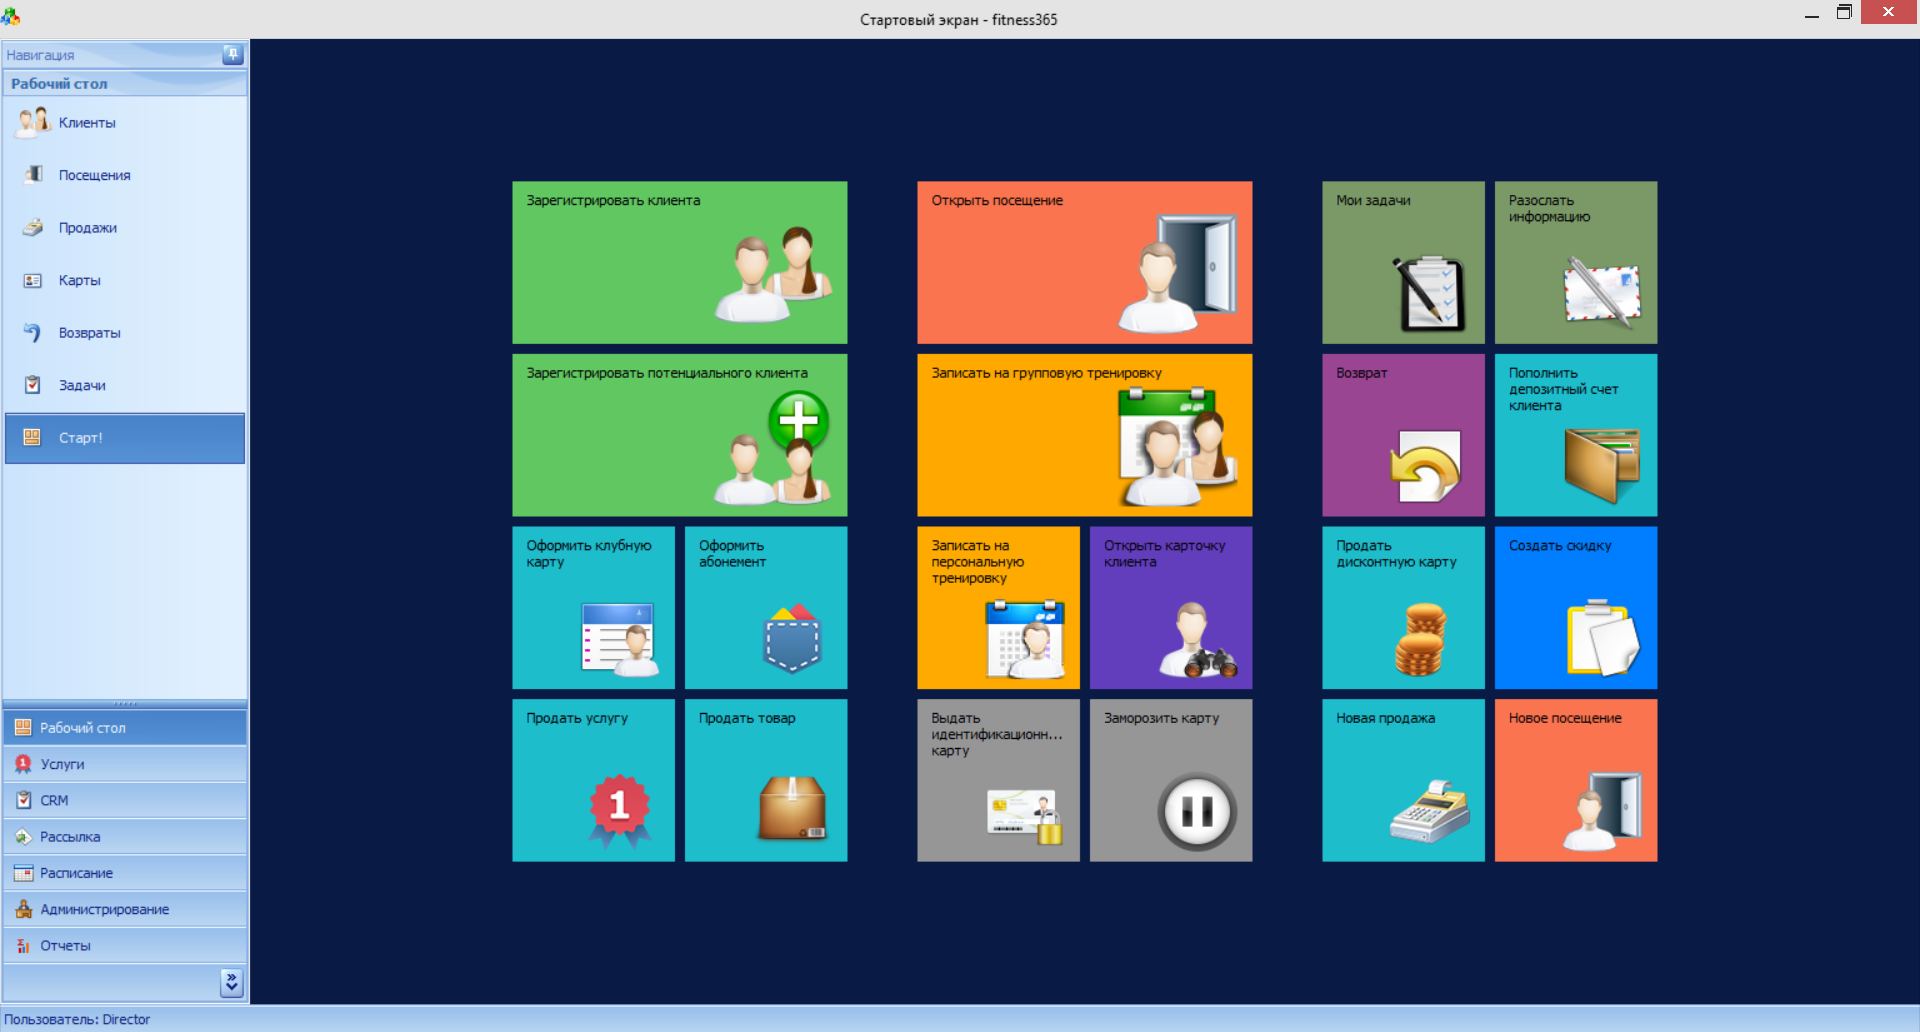 Стартовый экран - fitness365
Навигация
Рабочий стол
Клиенты
Посещения
Продажи
Карты
Возвраты
Задачи
Старт!
Рабочий стол
Услуги
CRM
Рассылка
Расписание
Администрирование
Отчеты
Зарегистрировать клиента
Зарегистрировать потенциального клиента
Оформить клубную
карту
Оформить
абонемент
Продать услугу
1
Продать товар
Открыть посещение
Записать на групповую тренировку
Записать на
персональную
тренировку
Открыть карточку
клиента
Выдать
идентификационн...
карту
Заморозить карту
Мои задачи
Разослать
информацию
Возврат
Пополнить
депозитный счет
клиента
Продать
дисконтную карту
Создать скидку
Новая продажа
Новое посещение
Пользователь: Director